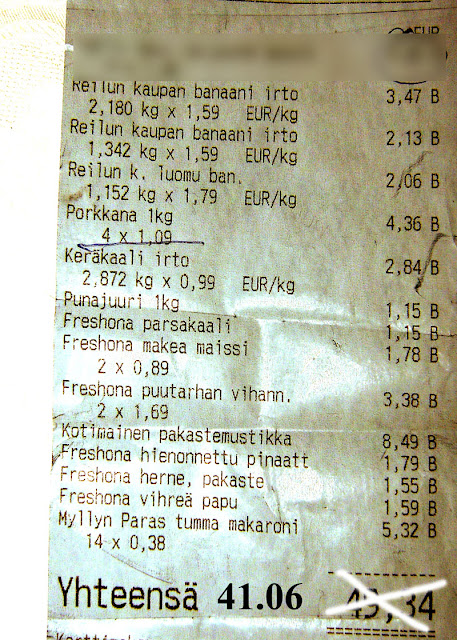 EUR
Reilun kaupan banaani irto 3,47 B
2,180 kg x 1,59 EUR/kg
Reilun kaupan banaani irto 2,13 B
1,342 kg x 1,59 EUR/kg
Reilun k. luomu ban. 2,06 B
1,152 kg x 1,79 EUR/kg
Porkkana 1kg 4,36 B
4 x 1,09
Keräkaali irto 2,84 B
2,872 kg x 0,99 EUR/kg
Punajuuri 1kg 1,15 B
Freshona parsakaali 1,15 B
Freshona makea maissi 1,78 B
2 x 0,89
Freshona puutarhan vihann. 3,38 B
2 x 1,69
Kotimainen pakastemustikka 8,49 B
Freshona hienonnettu pinaatt 1,79 B
Freshona herne, pakaste 1,55 B
Freshona vihreä papu 1,59 B
Myllyn Paras tumma makaroni 5,32 B
14 x 0,38
Yhteensä 41.06